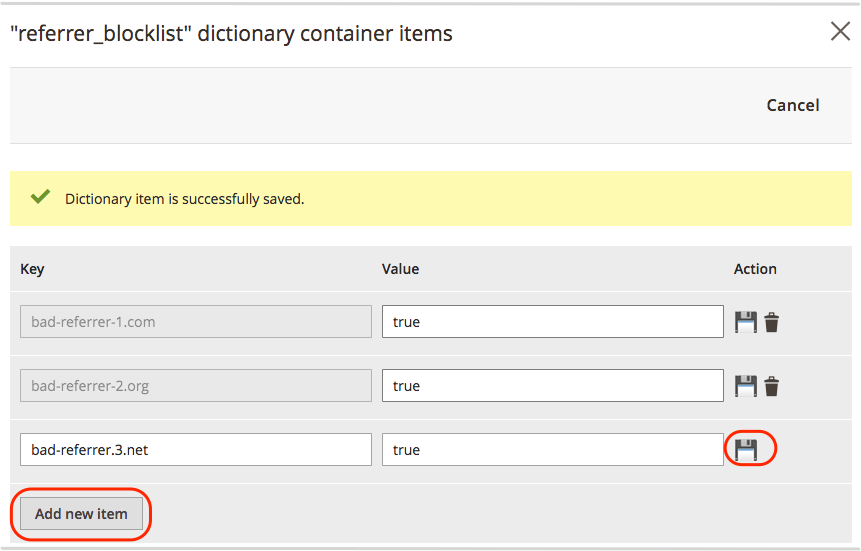 "referrer_blocklist" dictionary container items
Cancel
Dictionary item is successfully saved.
Key Value Action
bad-referrer-1.com true
bad-referrer-2.org true
bad-referrer.3.net true
Add new item